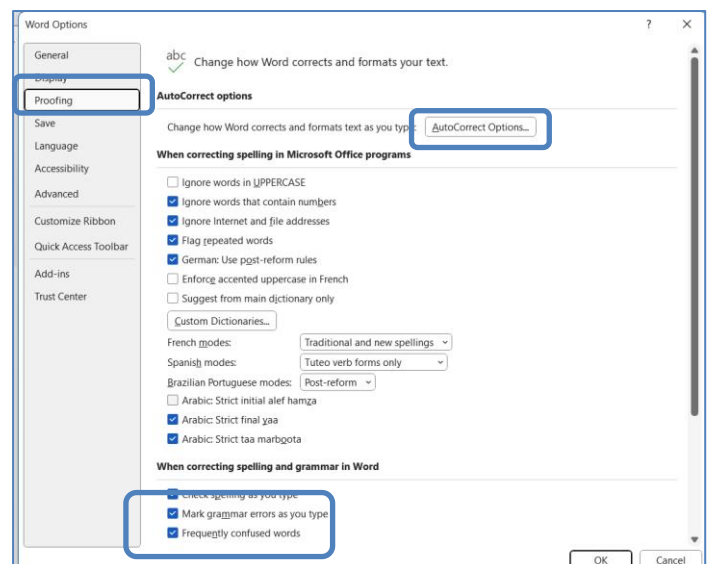 Word Options ? ×
General
Display
Proofing
Save
Language
Accessibility
Advanced
Customize Ribbon
Quick Access Toolbar
Add-ins
Trust Center
abc Change how Word corrects and formats your text.
AutoCorrect options
Change how Word corrects and formats text as you type: AutoCorrect Options...
When correcting spelling in Microsoft Office programs
Ignore words in UPPERCASE
Ignore words that contain numbers
Ignore Internet and file addresses
Flag repeated words
German: Use post-reform rules
Enforce accented uppercase in French
Suggest from main dictionary only
Custom Dictionaries...
French modes: Traditional and new spellings
Spanish modes: Tuteo verb forms only
Brazilian Portuguese modes: Post-reform
Arabic: Strict initial alef hamza
Arabic: Strict final yaa
Arabic: Strict taa marboota
When correcting spelling and grammar in Word
Check spelling as you type
Mark grammar errors as you type
Frequently confused words
OK Cancel